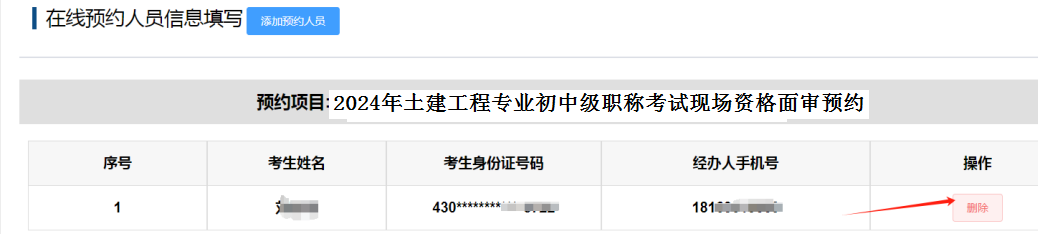 在线预约人员信息填写 添加预约人员
预约项目:2024年土建工程专业初中级职称考试现场资格面审预约
序号 考生姓名 考生身份证号码 经办人手机号 操作
1 430******** 181 删除